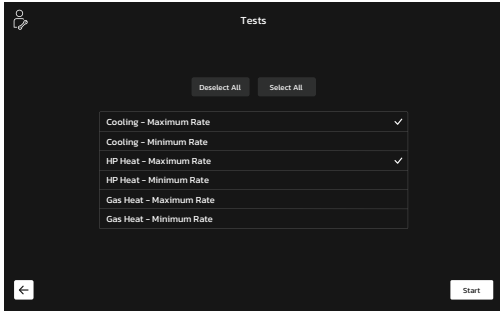 Tests
Deselect All
Select All
Cooling - Maximum Rate
Cooling - Minimum Rate
HP Heat - Maximum Rate
HP Heat - Minimum Rate
Gas Heat - Maximum Rate
Gas Heat - Minimum Rate
Start